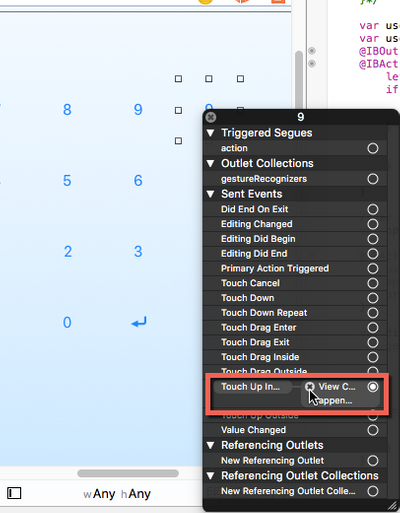 }*/
var use
var use
@IBOut
@IBAct
le
if
8 9 9
5 6
2 3
0
9
Triggered Segues
action
Outlet Collections
gestureRecognizers
Sent Events
Did End On Exit
Editing Changed
Editing Did Begin
Editing Did End
Primary Action Triggered
Touch Cancel
Touch Down
Touch Down Repeat
Touch Drag Enter
Touch Drag Exit
Touch Drag Inside
Touch Drag Outside
Touch Up In... View C...
appen...
Touch Up Outside
Value Changed
Referencing Outlets
New Referencing Outlet
Referencing Outlet Collections
New Referencing Outlet Colle...
wAny hAny